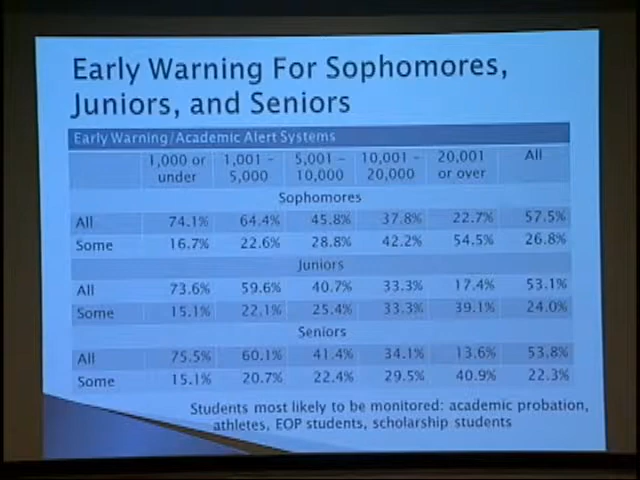 Early Warning For Sophomores,
Juniors, and Seniors
Early Warning/Academic Alert Systems
1,000 or under 1,001 – 5,000 5,001 – 10,000 10,001 – 20,000 20,001 or over All
Sophomores
All 74.1% 64.4% 45.8% 37.8% 22.7% 57.5%
Some 16.7% 22.6% 28.8% 42.2% 54.5% 26.8%
Juniors
All 73.6% 59.6% 40.7% 33.3% 17.4% 53.1%
Some 15.1% 22.1% 25.4% 33.3% 39.1% 24.0%
Seniors
All 75.5% 60.1% 41.4% 34.1% 13.6% 53.8%
Some 15.1% 20.7% 22.4% 29.5% 40.9% 22.3%
Students most likely to be monitored: academic probation,
athletes, EOP students, scholarship students